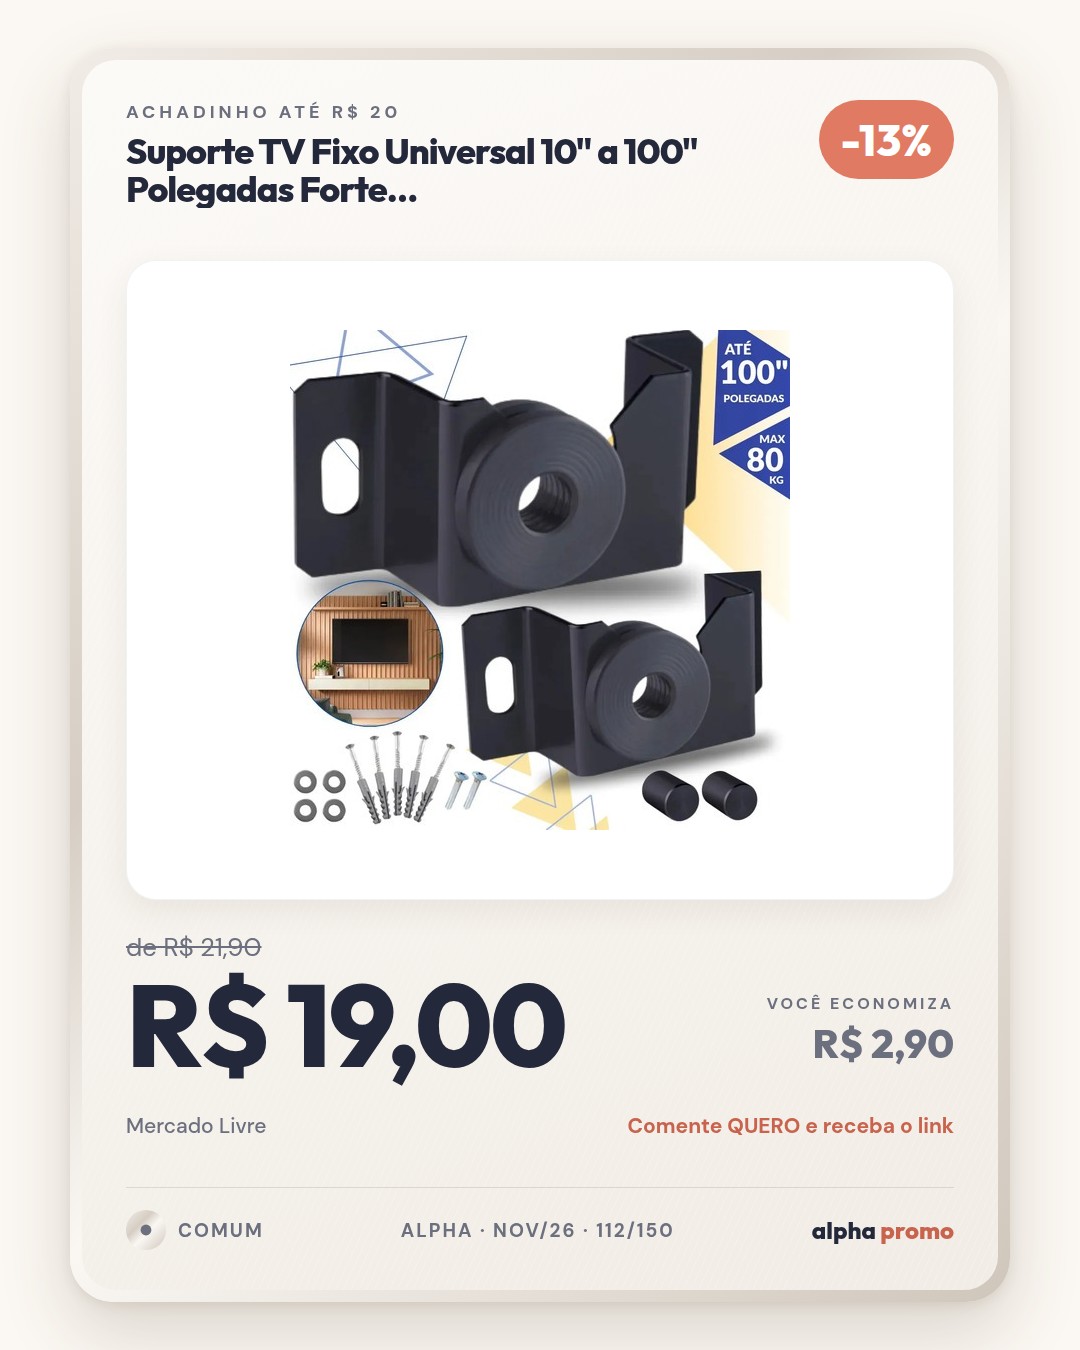 ACHADINHO ATÉ R$ 20
Suporte TV Fixo Universal 10" a 100"
Polegadas Forte...
-13%
ATÉ
100"
POLEGADAS
MAX
80
KG
de R$ 21,90
R$ 19,00
VOCÊ ECONOMIZA
R$ 2,90
Mercado Livre
Comente QUERO e receba o link
COMUM
ALPHA · NOV/26 · 112/150
alpha promo